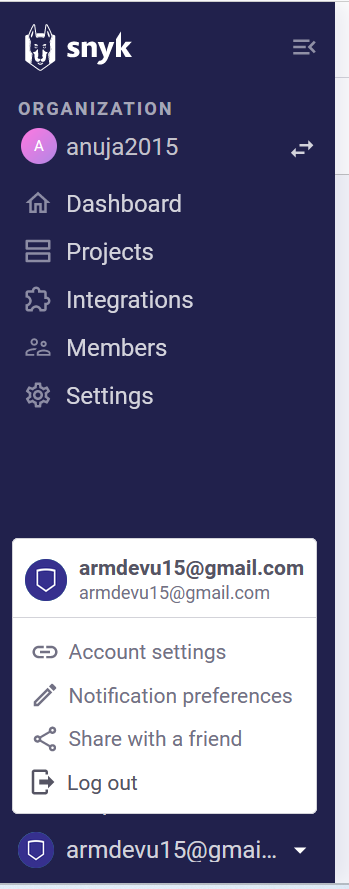 snyk
ORGANIZATION
A anuja2015
Dashboard
Projects
Integrations
Members
Settings
armdevu15@gmail.com
armdevu15@gmail.com
Account settings
Notification preferences
Share with a friend
Log out
armdevu15@gmai...